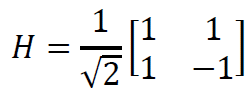 H = 1/√2 [1 1
1 -1]